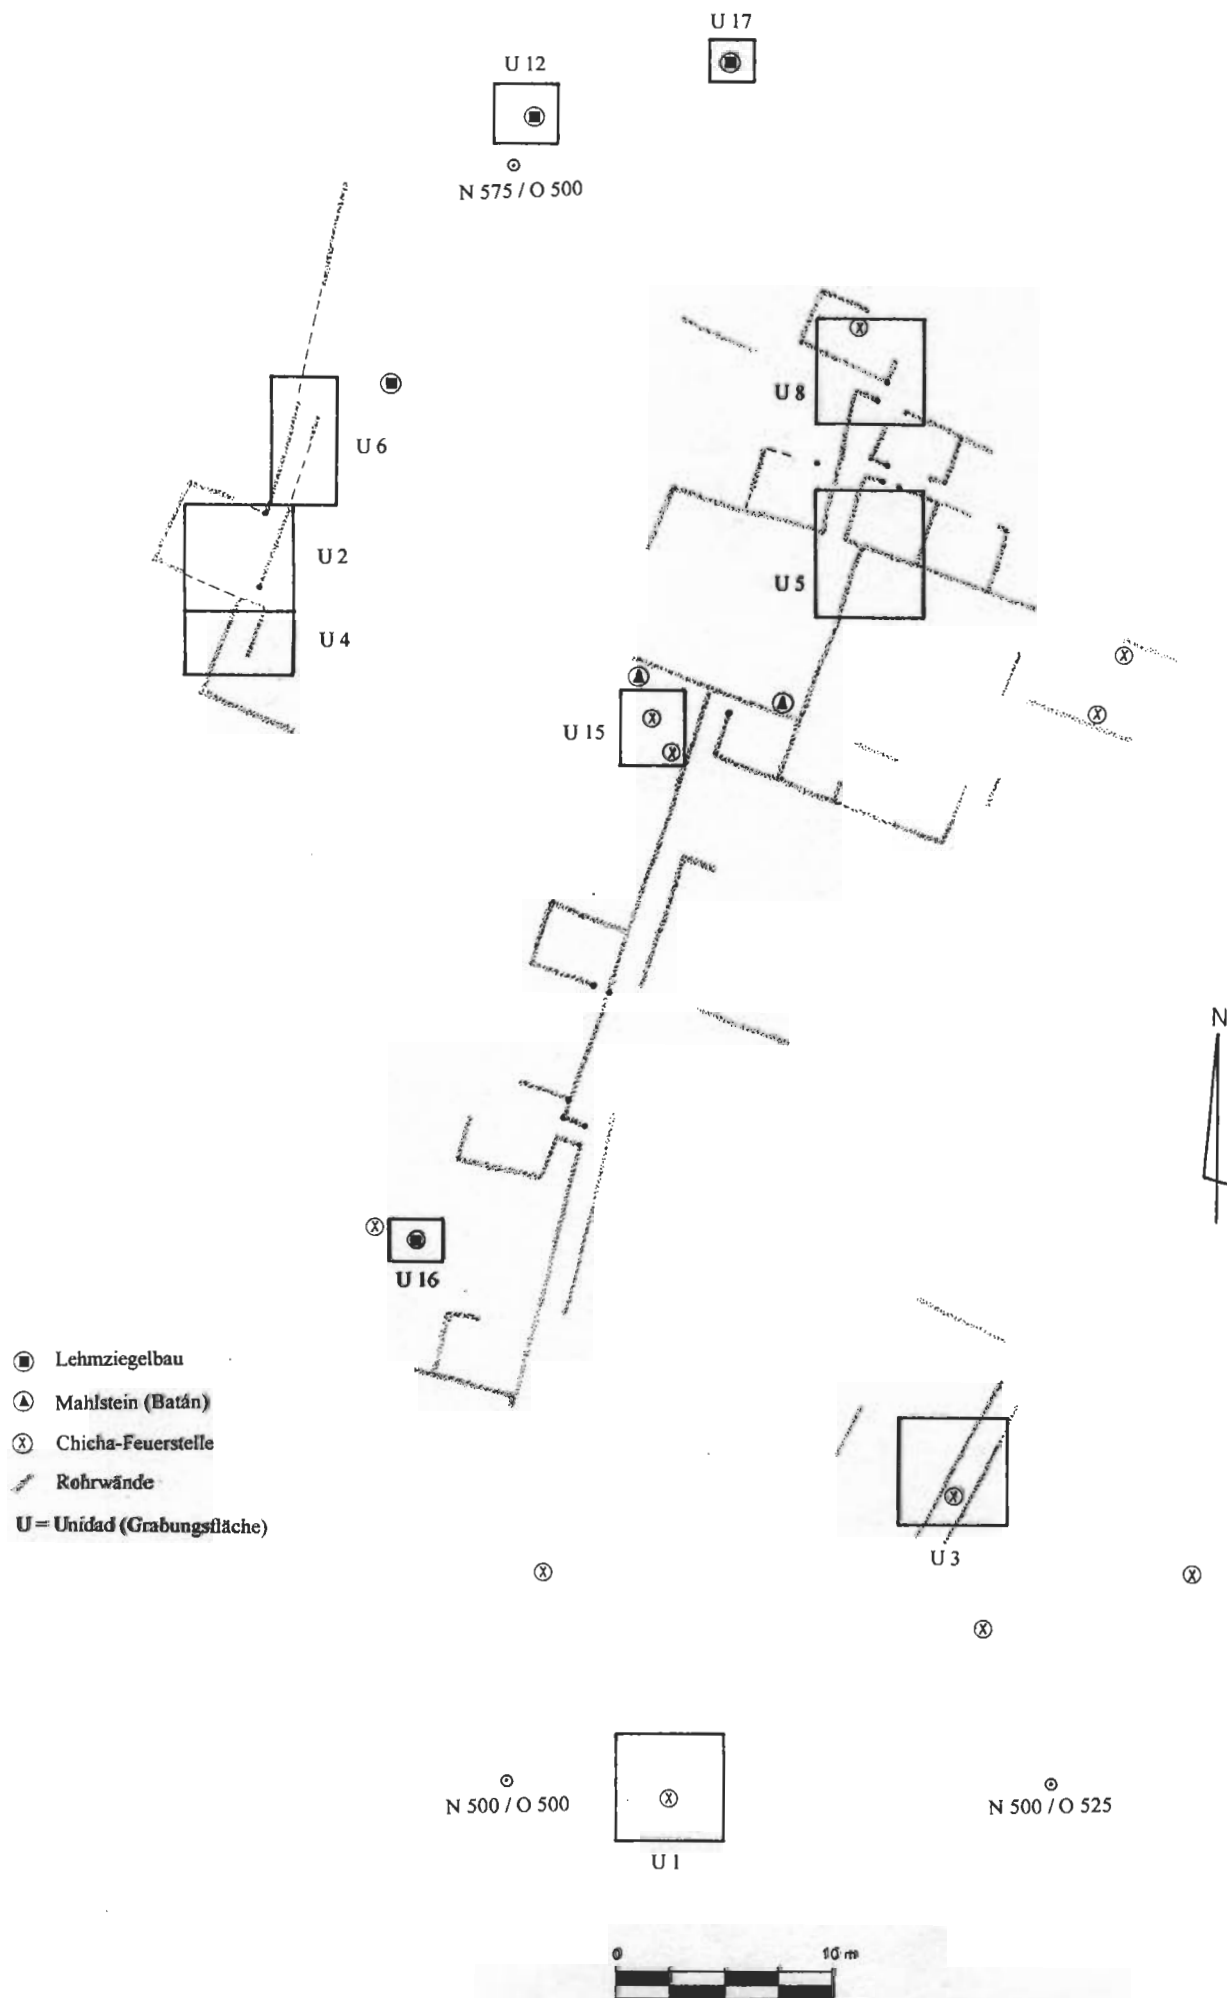 U 17
U 12
N 575 / O 500
U 8
U 6
U 2
U 5
U 4
U 15
N
U 16
Lehmziegelbau
Mahlstein (Batán)
Chicha-Feuerstelle
Rohrwände
U = Unidad (Grabungsfläche)
U 3
N 500 / O 500
N 500 / O 525
U 1
0 10 m